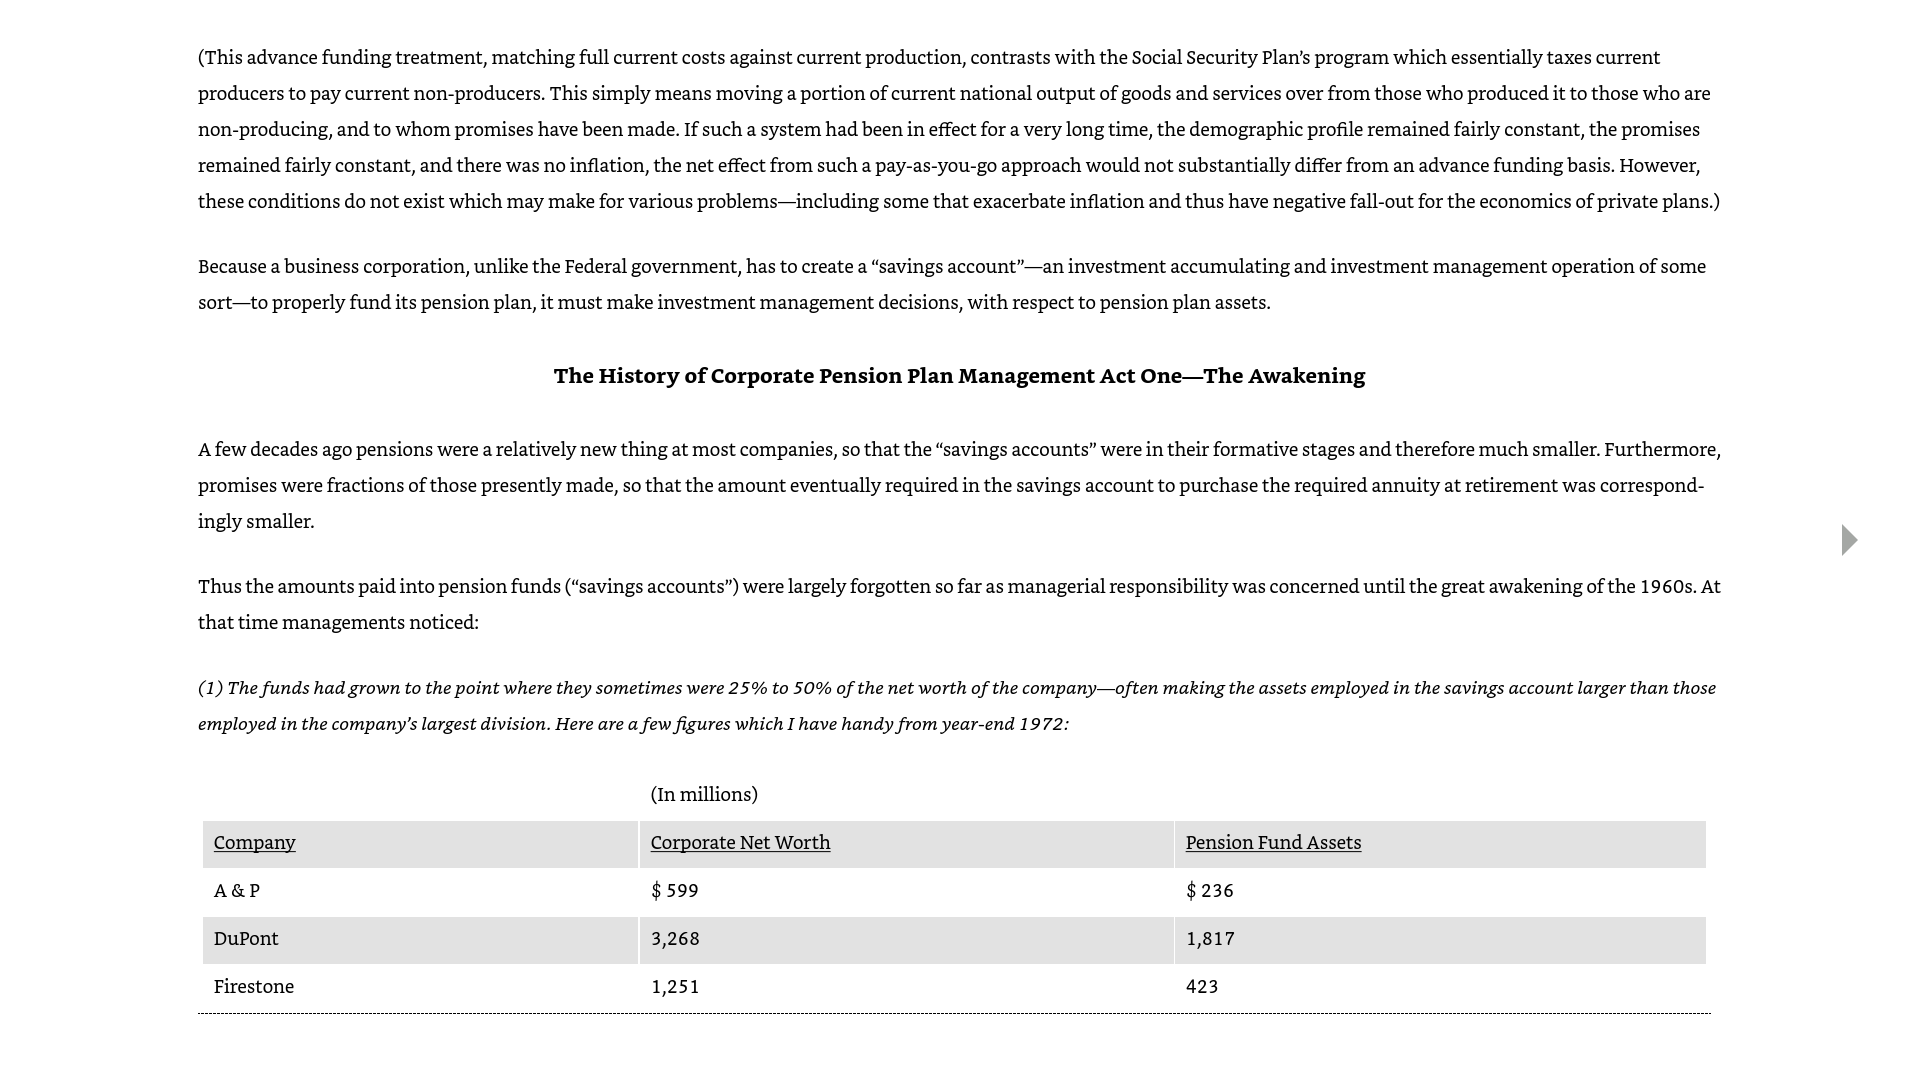 (This advance funding treatment, matching full current costs against current production, contrasts with the Social Security Plan’s program which essentially taxes current
producers to pay current non-producers. This simply means moving a portion of current national output of goods and services over from those who produced it to those who are
non-producing, and to whom promises have been made. If such a system had been in effect for a very long time, the demographic profile remained fairly constant, the promises
remained fairly constant, and there was no inflation, the net effect from such a pay-as-you-go approach would not substantially differ from an advance funding basis. However,
these conditions do not exist which may make for various problems—including some that exacerbate inflation and thus have negative fall-out for the economics of private plans.)
Because a business corporation, unlike the Federal government, has to create a “savings account”—an investment accumulating and investment management operation of some
sort—to properly fund its pension plan, it must make investment management decisions, with respect to pension plan assets.
The History of Corporate Pension Plan Management Act One—The Awakening
A few decades ago pensions were a relatively new thing at most companies, so that the “savings accounts” were in their formative stages and therefore much smaller. Furthermore,
promises were fractions of those presently made, so that the amount eventually required in the savings account to purchase the required annuity at retirement was correspond-
ingly smaller.
Thus the amounts paid into pension funds (“savings accounts”) were largely forgotten so far as managerial responsibility was concerned until the great awakening of the 1960s. At
that time managements noticed:
(1) The funds had grown to the point where they sometimes were 25% to 50% of the net worth of the company—often making the assets employed in the savings account larger than those
employed in the company’s largest division. Here are a few figures which I have handy from year-end 1972:
(In millions)
Company Corporate Net Worth Pension Fund Assets
A & P $ 599 $ 236
DuPont 3,268 1,817
Firestone 1,251 423